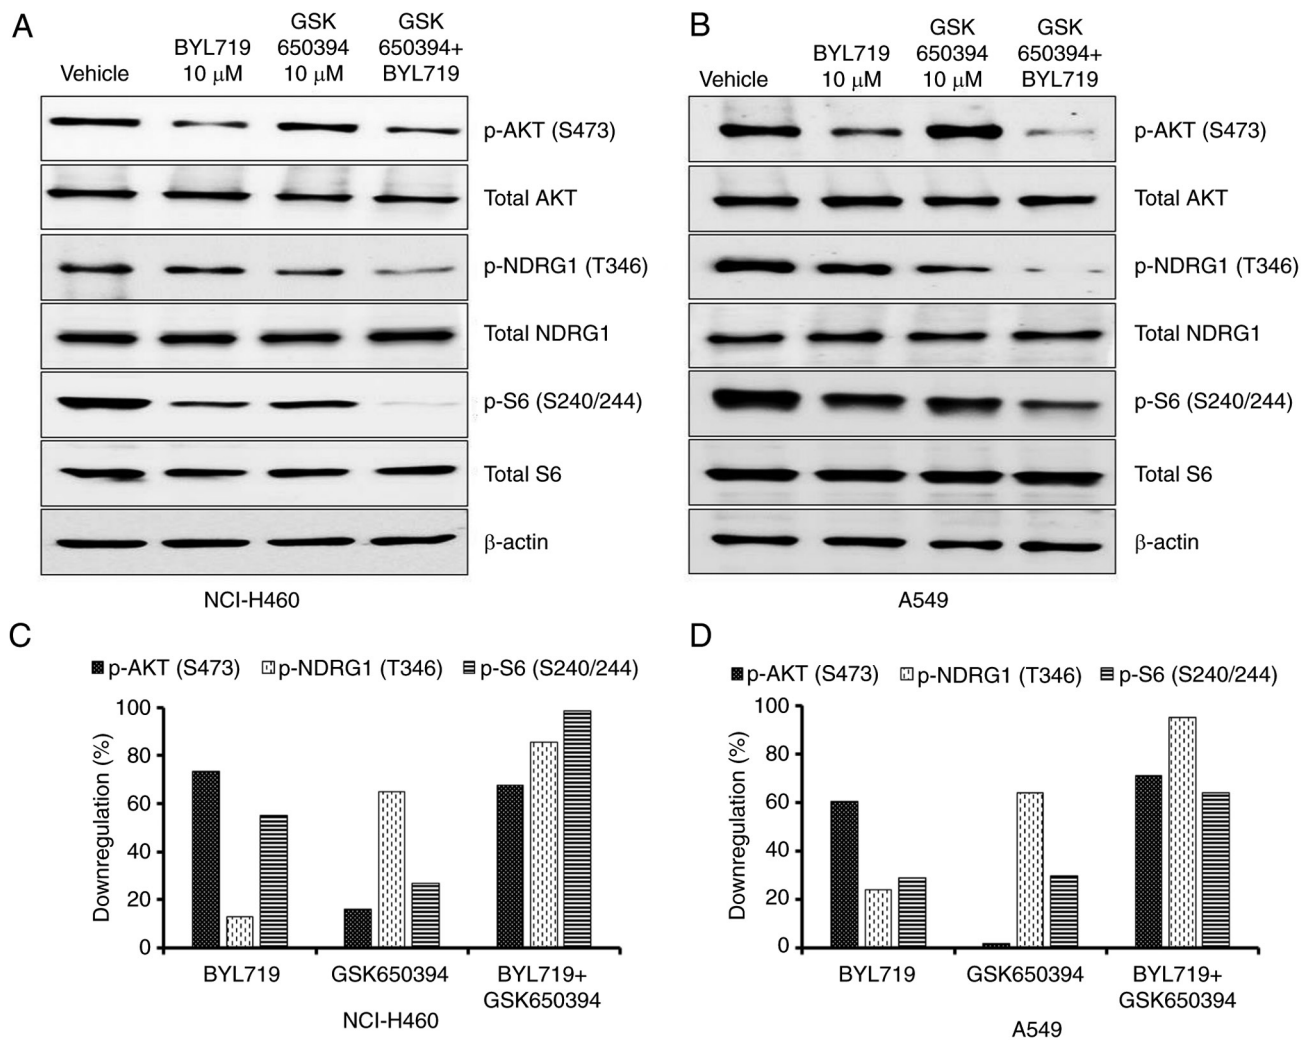 A
Vehicle
BYL719
10 μM
GSK
650394
10 μM
GSK
650394+
BYL719
p-AKT (S473)
Total AKT
p-NDRG1 (T346)
Total NDRG1
p-S6 (S240/244)
Total S6
β-actin
NCI-H460
B
Vehicle
BYL719
10 μM
GSK
650394
10 μM
GSK
650394+
BYL719
p-AKT (S473)
Total AKT
p-NDRG1 (T346)
Total NDRG1
p-S6 (S240/244)
Total S6
β-actin
A549
C
p-AKT (S473) p-NDRG1 (T346) p-S6 (S240/244)
Downregulation (%)
100
80
60
40
20
0
BYL719 GSK650394 BYL719+
GSK650394
NCI-H460
D
p-AKT (S473) p-NDRG1 (T346) p-S6 (S240/244)
Downregulation (%)
100
80
60
40
20
0
BYL719 GSK650394 BYL719+
GSK650394
A549